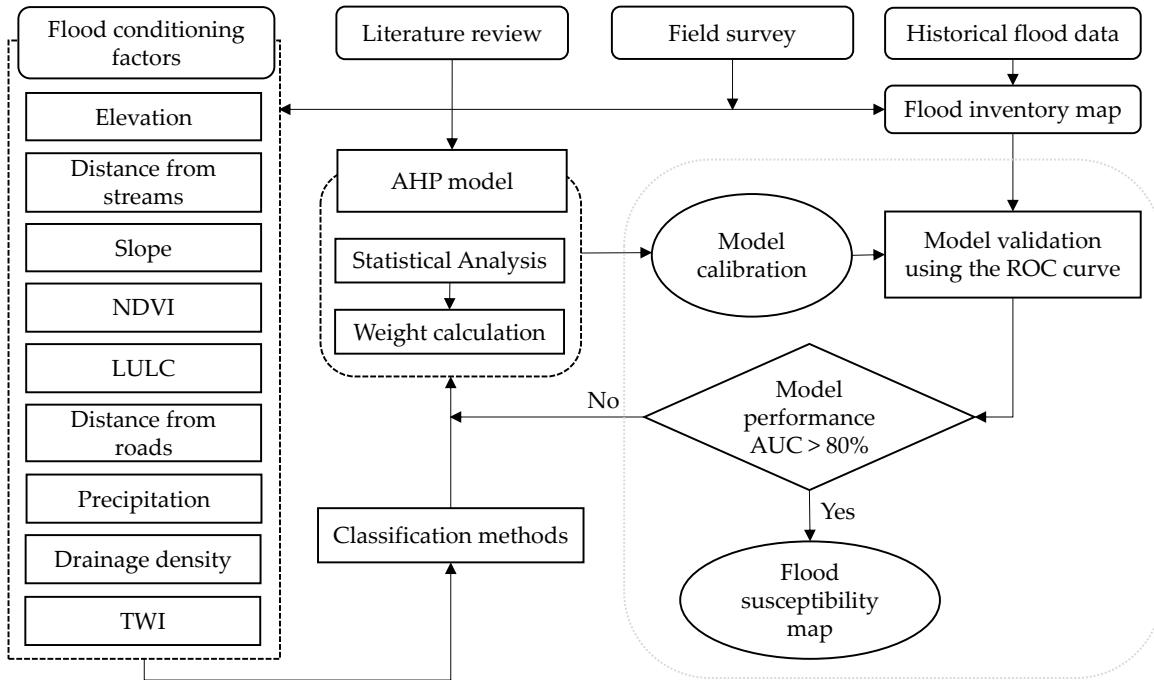 Flood conditioning
factors
Elevation
Distance from
streams
Slope
NDVI
LULC
Distance from
roads
Precipitation
Drainage density
TWI
Literature review
Field survey
Historical flood data
Flood inventory map
AHP model
Statistical Analysis
Weight calculation
Classification methods
Model
calibration
Model validation
using the ROC curve
Model
performance
AUC > 80%
No
Yes
Flood
susceptibility
map